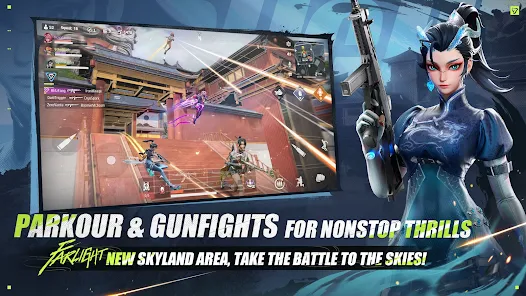 PARKOUR & GUNFIGHTS FOR NONSTOP THRILLS
FARLIGHT NEW SKYLAND AREA, TAKE THE BATTLE TO THE SKIES!